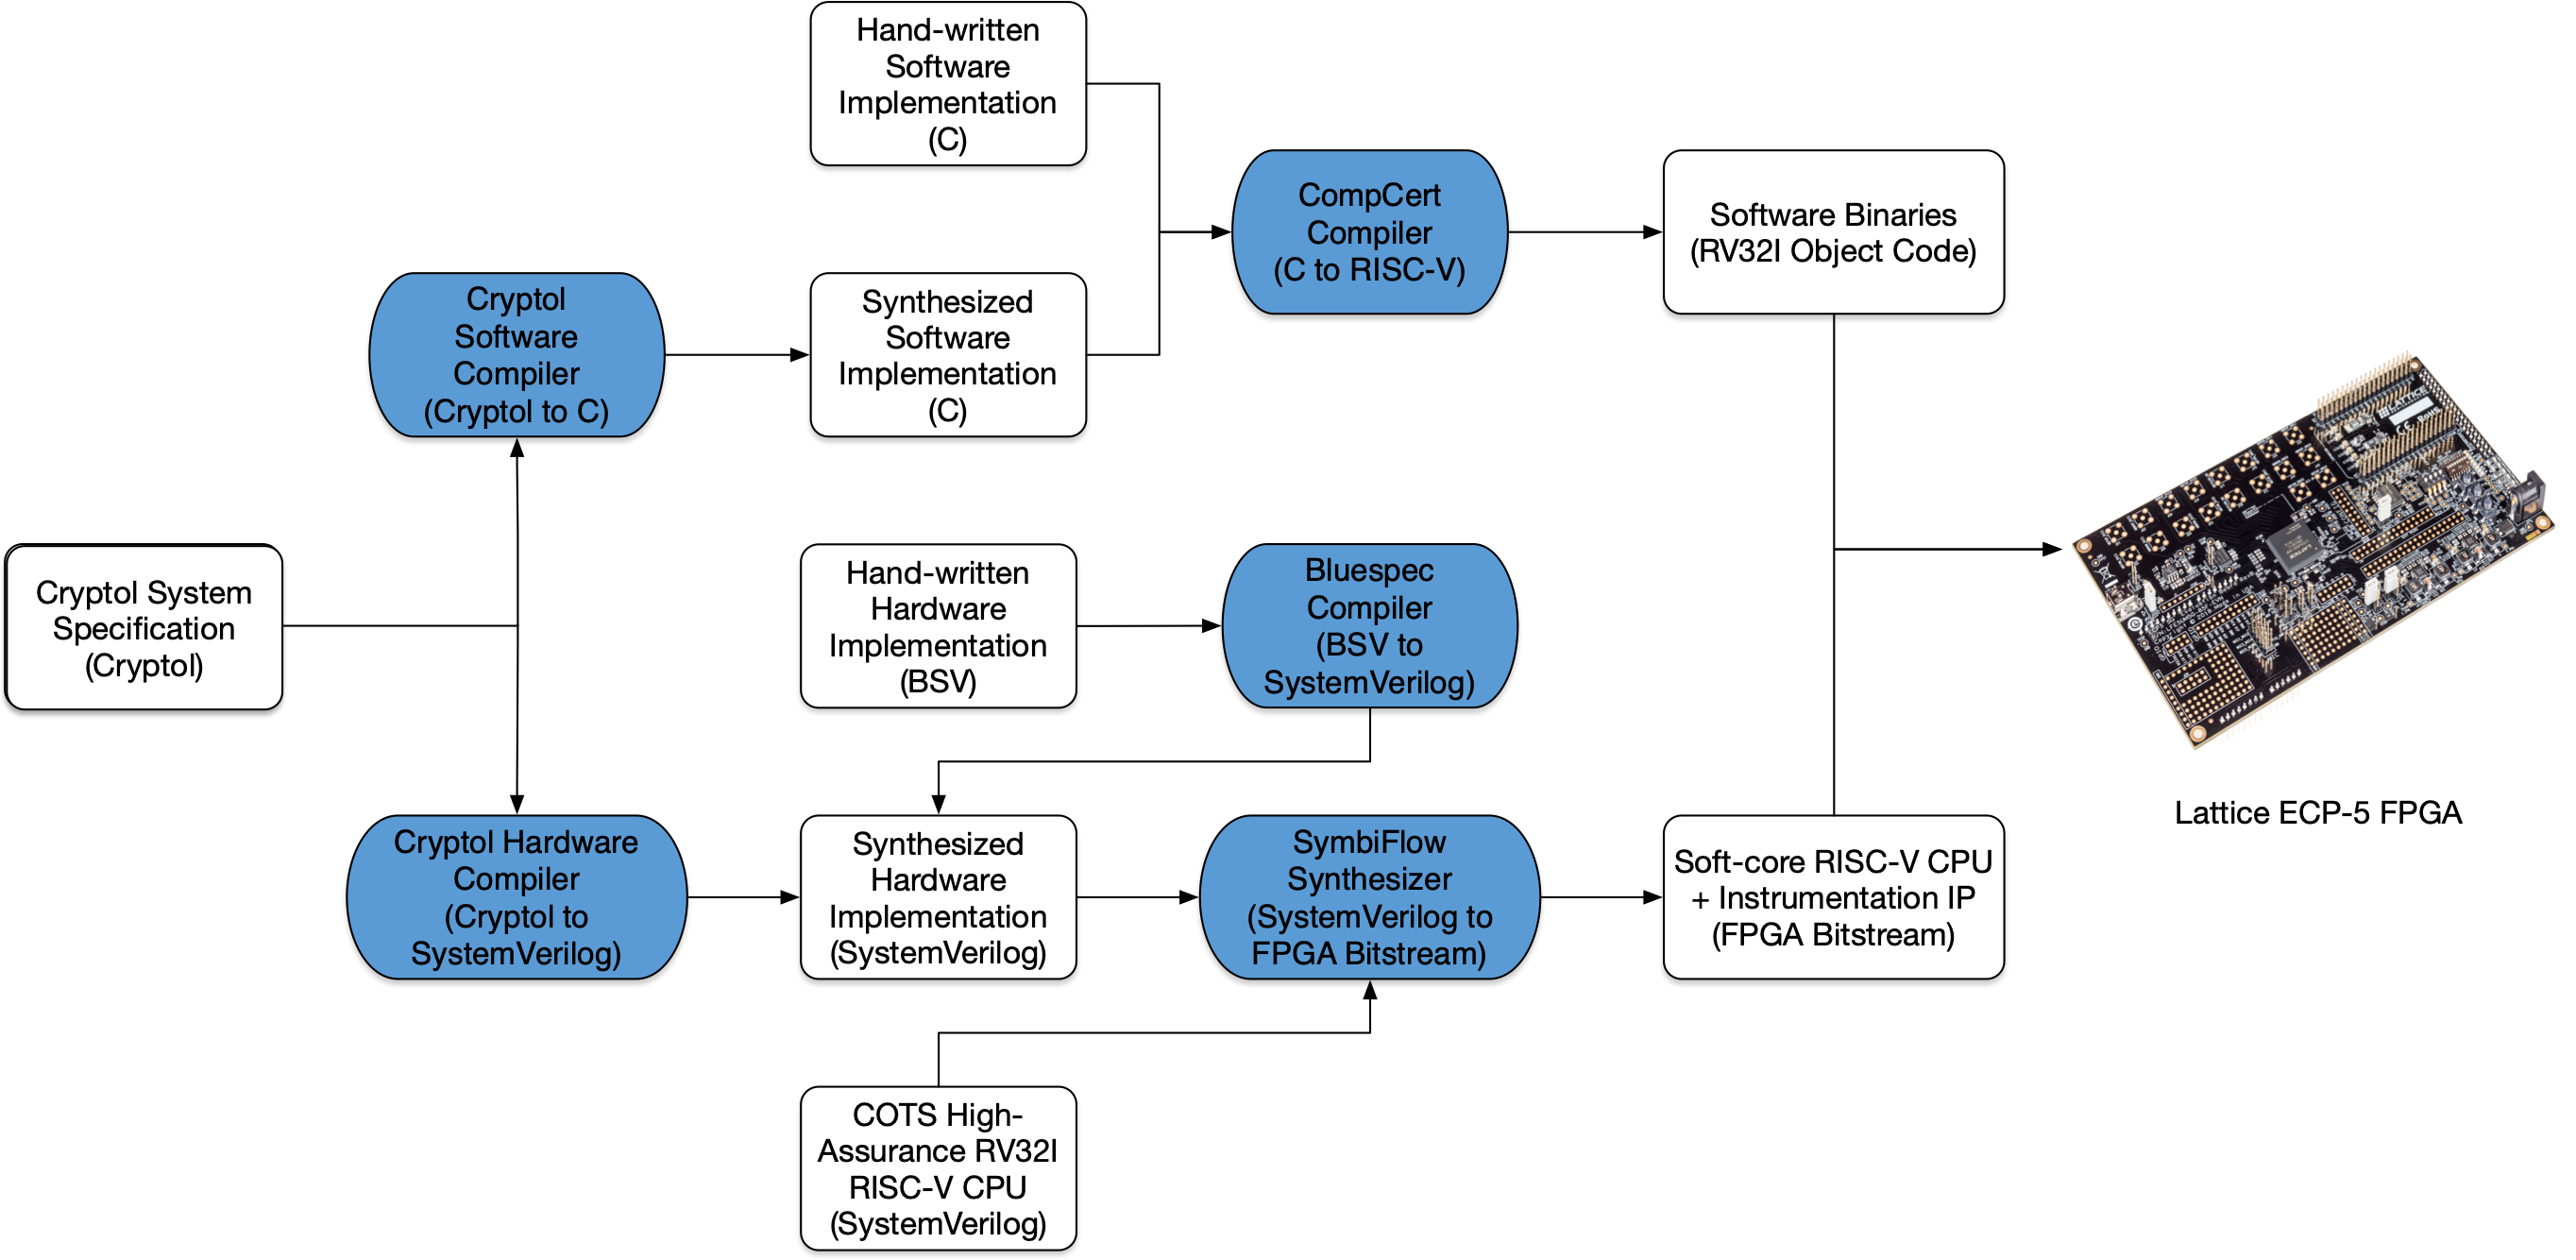 Hand-written
Software
Implementation
(C)
CompCert
Compiler
(C to RISC-V)
Software Binaries
(RV32I Object Code)
Cryptol
Software
Compiler
(Cryptol to C)
Synthesized
Software
Implementation
(C)
Cryptol System
Specification
(Cryptol)
Hand-written
Hardware
Implementation
(BSV)
Bluespec
Compiler
(BSV to
SystemVerilog)
LATTICE
Lattice ECP-5 FPGA
Cryptol Hardware
Compiler
(Cryptol to
SystemVerilog)
Synthesized
Hardware
Implementation
(SystemVerilog)
SymbiFlow
Synthesizer
(SystemVerilog to
FPGA Bitstream)
Soft-core RISC-V CPU
+ Instrumentation IP
(FPGA Bitstream)
COTS High-
Assurance RV32I
RISC-V CPU
(SystemVerilog)